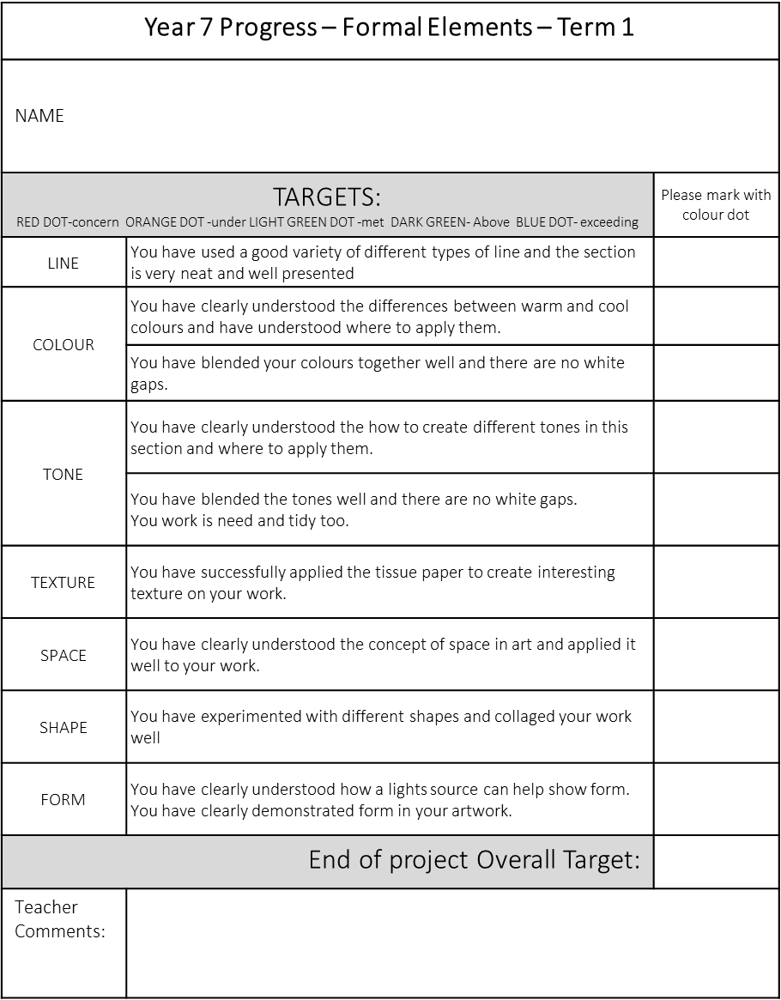 Year 7 Progress – Formal Elements – Term 1
NAME
TARGETS:
RED DOT-concern  ORANGE DOT -under LIGHT GREEN DOT -met  DARK GREEN- Above  BLUE DOT- exceeding
Please mark with
colour dot
LINE
You have used a good variety of different types of line and the section
is very neat and well presented
COLOUR
You have clearly understood the differences between warm and cool
colours and have understood where to apply them.
You have blended your colours together well and there are no white
gaps.
TONE
You have clearly understood the how to create different tones in this
section and where to apply them.
You have blended the tones well and there are no white gaps.
You work is need and tidy too.
TEXTURE
You have successfully applied the tissue paper to create interesting
texture on your work.
SPACE
You have clearly understood the concept of space in art and applied it
well to your work.
SHAPE
You have experimented with different shapes and collaged your work
well
FORM
You have clearly understood how a lights source can help show form.
You have clearly demonstrated form in your artwork.
End of project Overall Target:
Teacher
Comments: